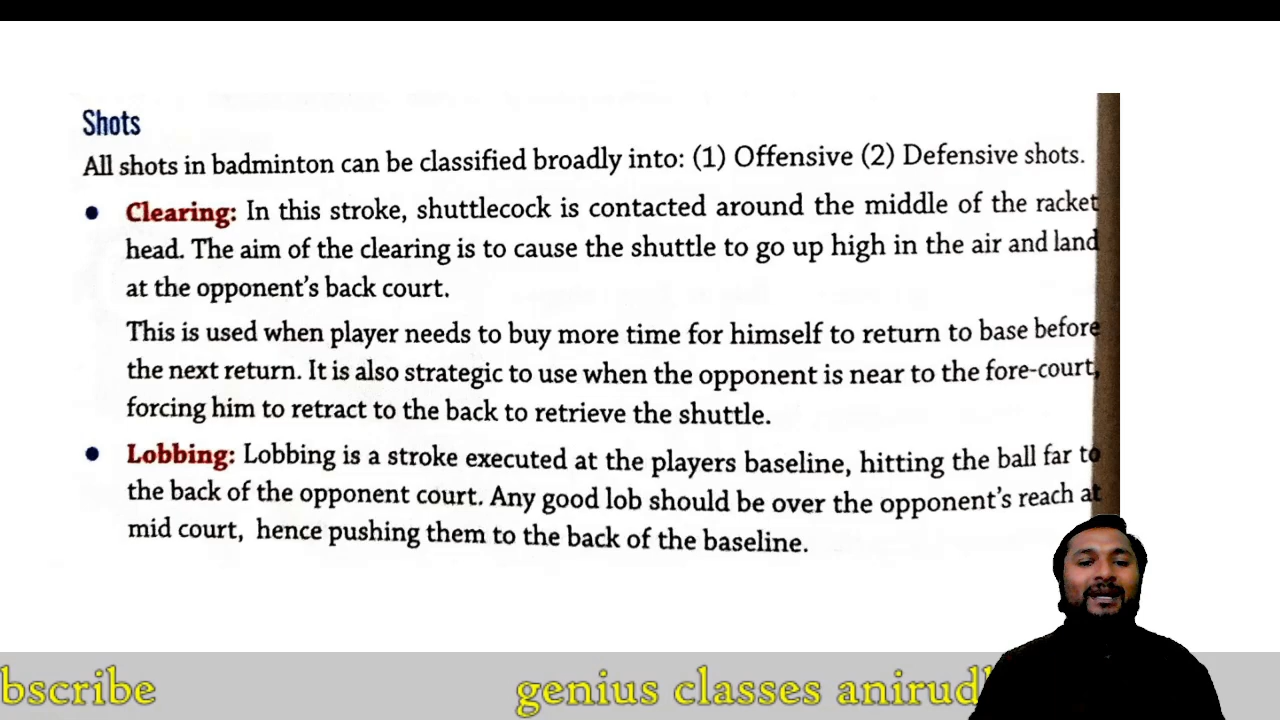 Shots
All shots in badminton can be classified broadly into: (1) Offensive (2) Defensive shots.
• Clearing: In this stroke, shuttlecock is contacted around the middle of the racket
head. The aim of the clearing is to cause the shuttle to go up high in the air and land
at the opponent's back court.
This is used when player needs to buy more time for himself to return to base before
the next return. It is also strategic to use when the opponent is near to the fore-court,
forcing him to retract to the back to retrieve the shuttle.
• Lobbing: Lobbing is a stroke executed at the players baseline, hitting the ball far to
the back of the opponent court. Any good lob should be over the opponent's reach at
mid court, hence pushing them to the back of the baseline.
bscribe genius classes anirud